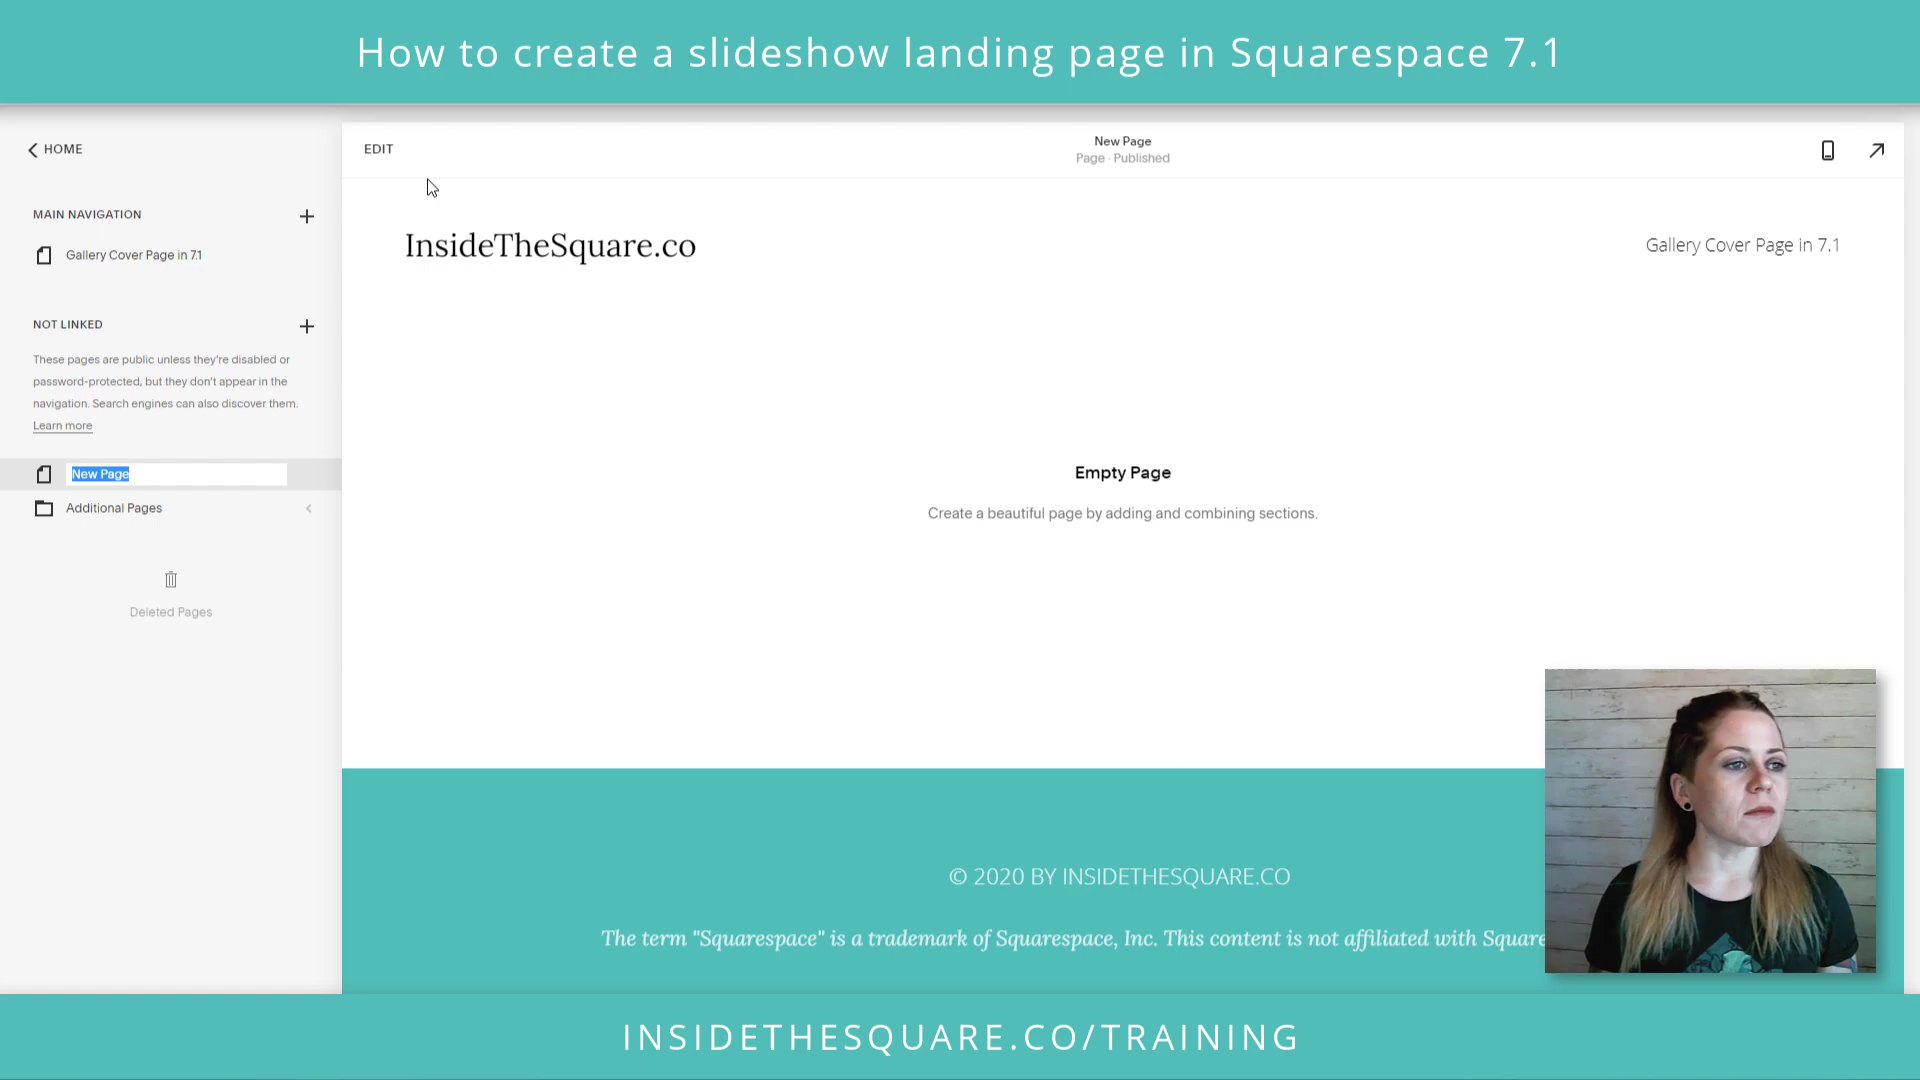 How to create a slideshow landing page in Squarespace 7.1
HOME
EDIT
New Page
Page · Published
MAIN NAVIGATION
Gallery Cover Page in 7.1
InsideTheSquare.co
Gallery Cover Page in 7.1
NOT LINKED
These pages are public unless they're disabled or
password-protected, but they don't appear in the
navigation. Search engines can also discover them.
Learn more
New Page
Additional Pages
Deleted Pages
Empty Page
Create a beautiful page by adding and combining sections.
© 2020 BY INSIDETHESQUARE.CO
The term "Squarespace" is a trademark of Squarespace, Inc. This content is not affiliated with Square
INSIDETHESQUARE.CO/TRAINING